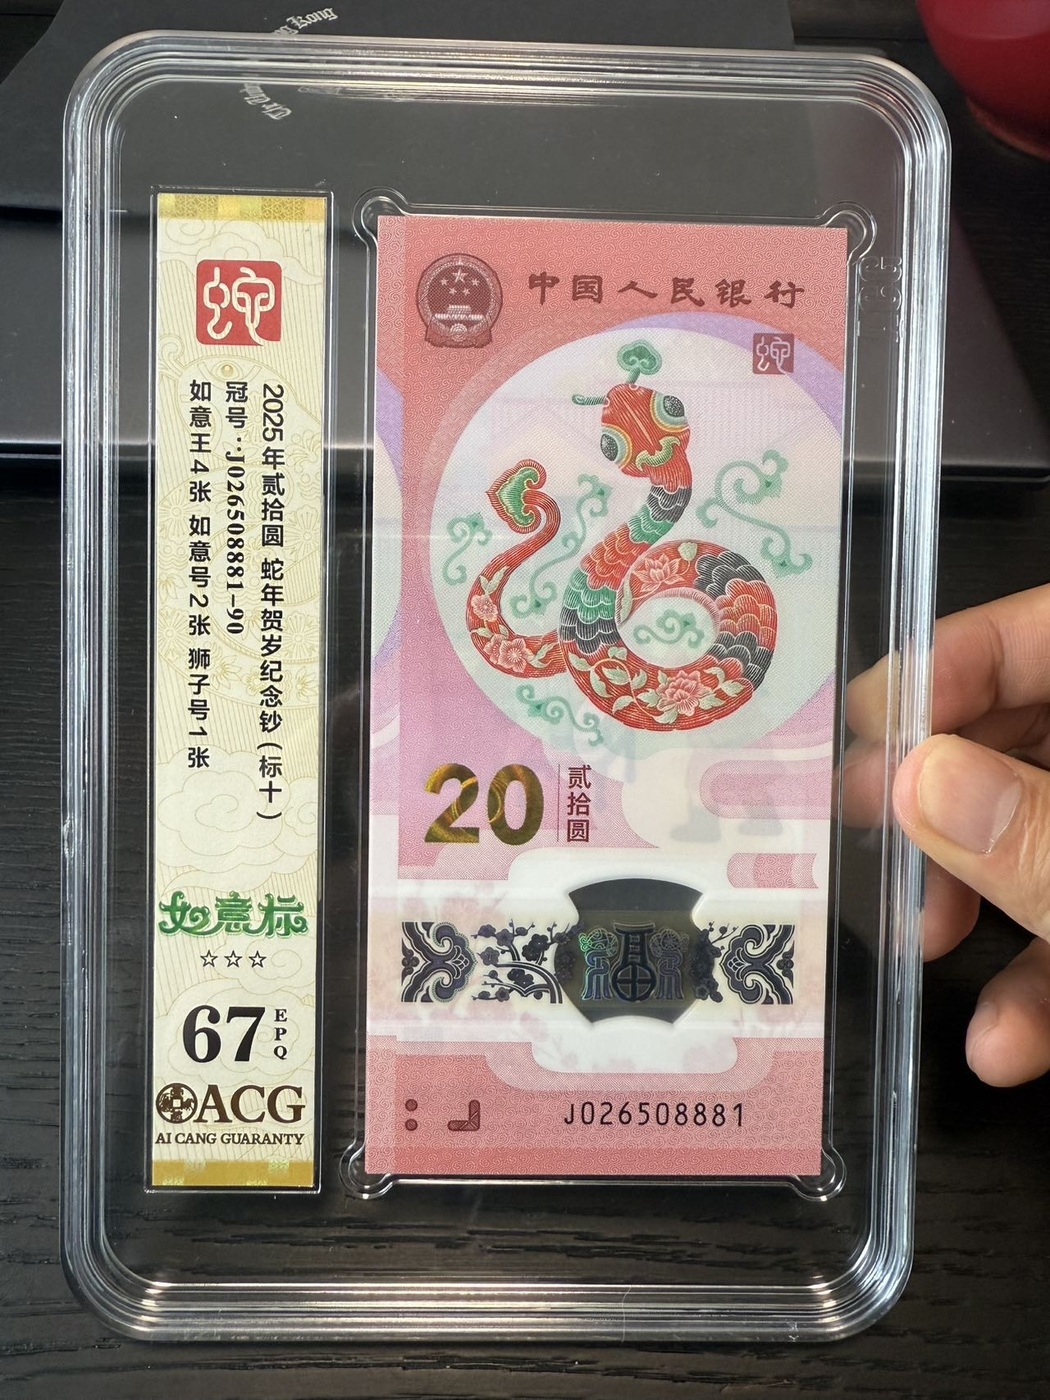 蛇
2025年贰拾圆 蛇年贺岁纪念钞（标十）
冠号：J026508881-90
如意王4张 如意号2张 狮子号1张
如意标
☆☆☆
67 EPQ
ACG
AI CANG GUARANTY
中国人民银行
蛇
20 贰拾圆
J026508881